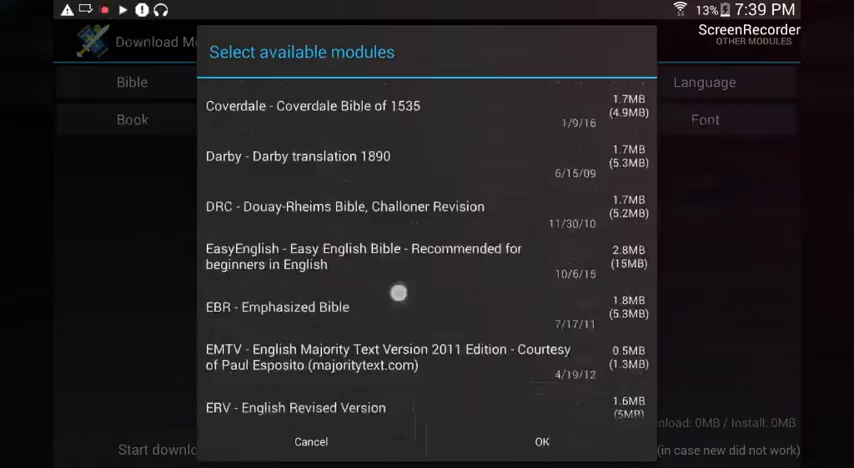 13% 7:39 PM
ScreenRecorder
Download M
OTHER MODULES
Select available modules
Bible
Language
Book
Font
Coverdale - Coverdale Bible of 1535
1.7MB
(4.9MB)
1/9/16
Darby - Darby translation 1890
1.7MB
(5.3MB)
6/15/09
DRC - Douay-Rheims Bible, Challoner Revision
1.7MB
(5.2MB)
11/30/10
EasyEnglish - Easy English Bible - Recommended for
beginners in English
2.8MB
(15MB)
10/6/15
EBR - Emphasized Bible
1.8MB
(5.3MB)
7/17/11
EMTV - English Majority Text Version 2011 Edition - Courtesy
of Paul Esposito (majoritytext.com)
0.5MB
(1.3MB)
4/19/12
ERV - English Revised Version
1.6MB
(5MB)
nload: 0MB / Install: 0MB
Cancel
OK
Start downlo
(in case new did not work)